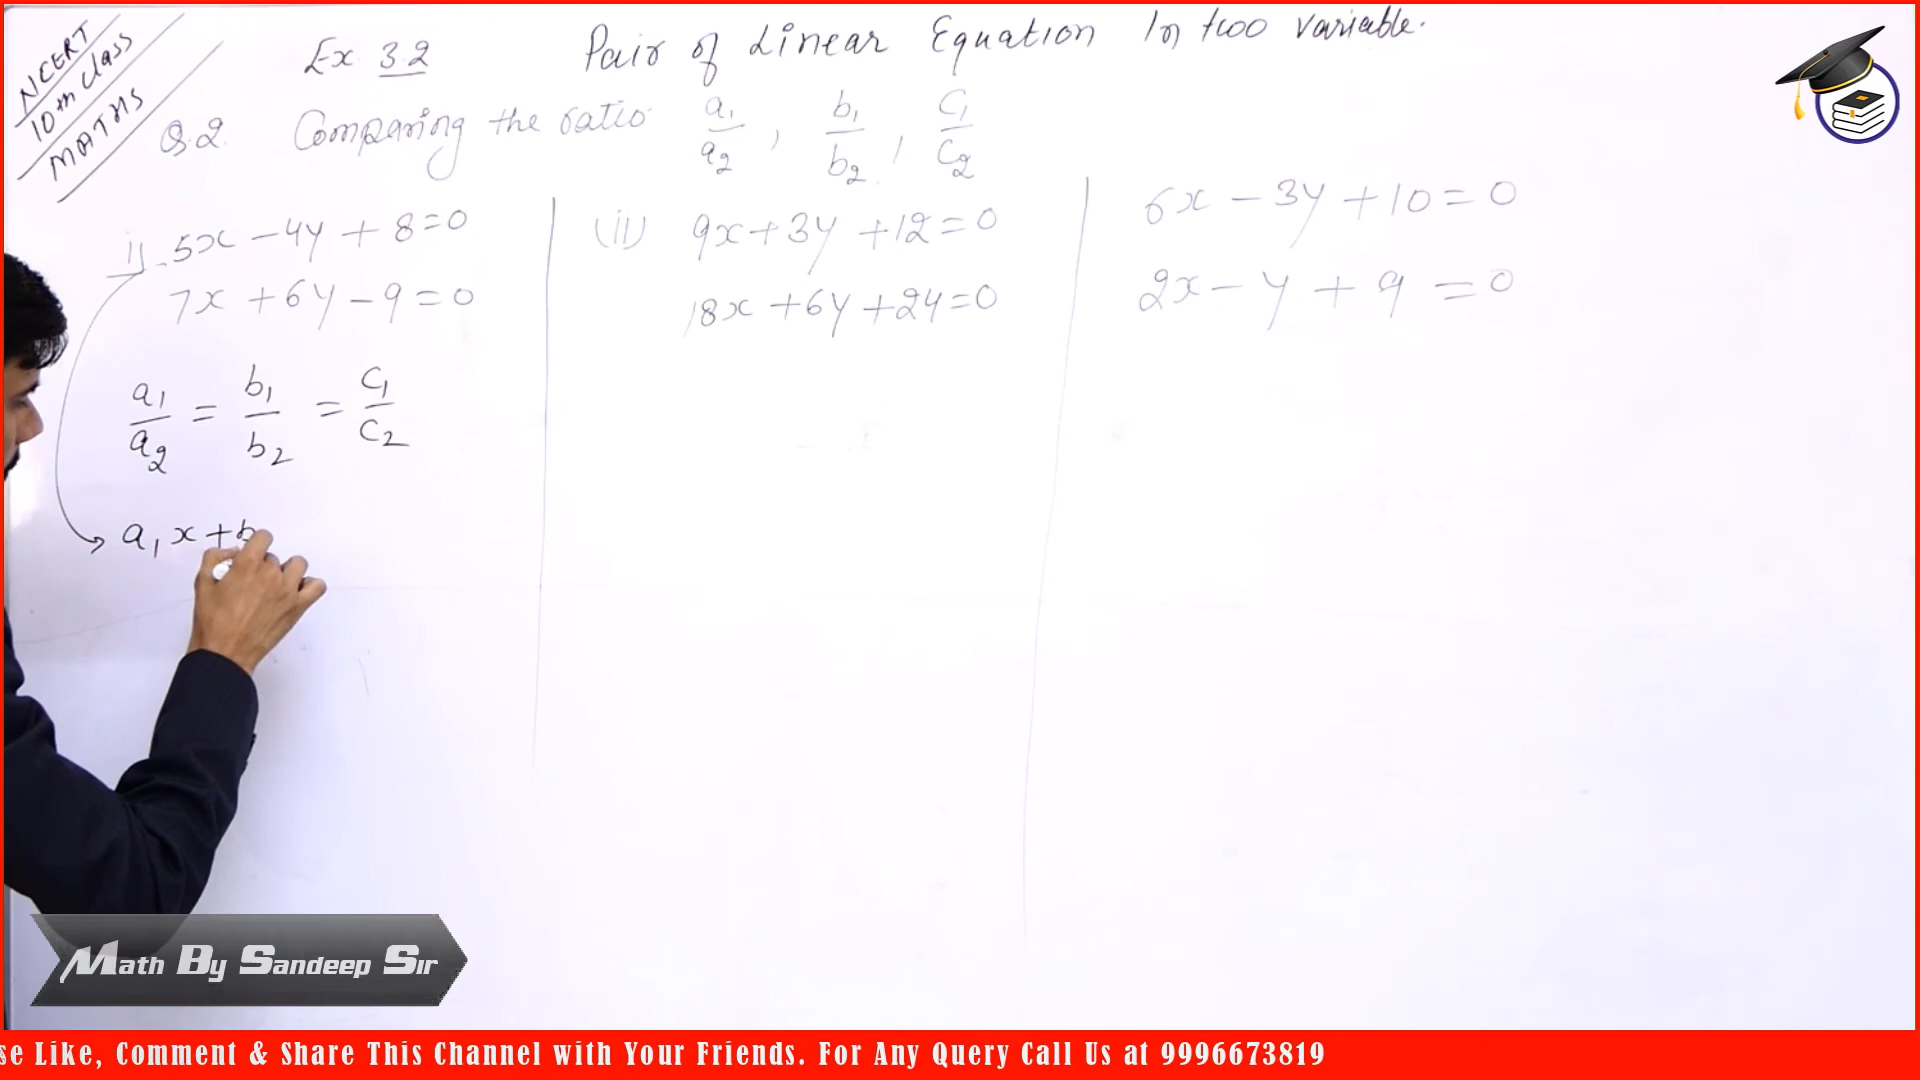 NCERT
10th Class
MATHS
Ex 3.2
Pair of Linear Equation In two variable.
Q.2. Comparing the ratio a₁/a₂, b₁/b₂, c₁/c₂
i) 5x - 4y + 8 = 0
7x + 6y - 9 = 0
a₁/a₂ = b₁/b₂ = c₁/c₂
a₁x + b
(ii) 9x + 3y + 12 = 0
18x + 6y + 24 = 0
6x - 3y + 10 = 0
2x - y + 9 = 0
Math By Sandeep Sir
se Like, Comment & Share This Channel with Your Friends. For Any Query Call Us at 9996673819